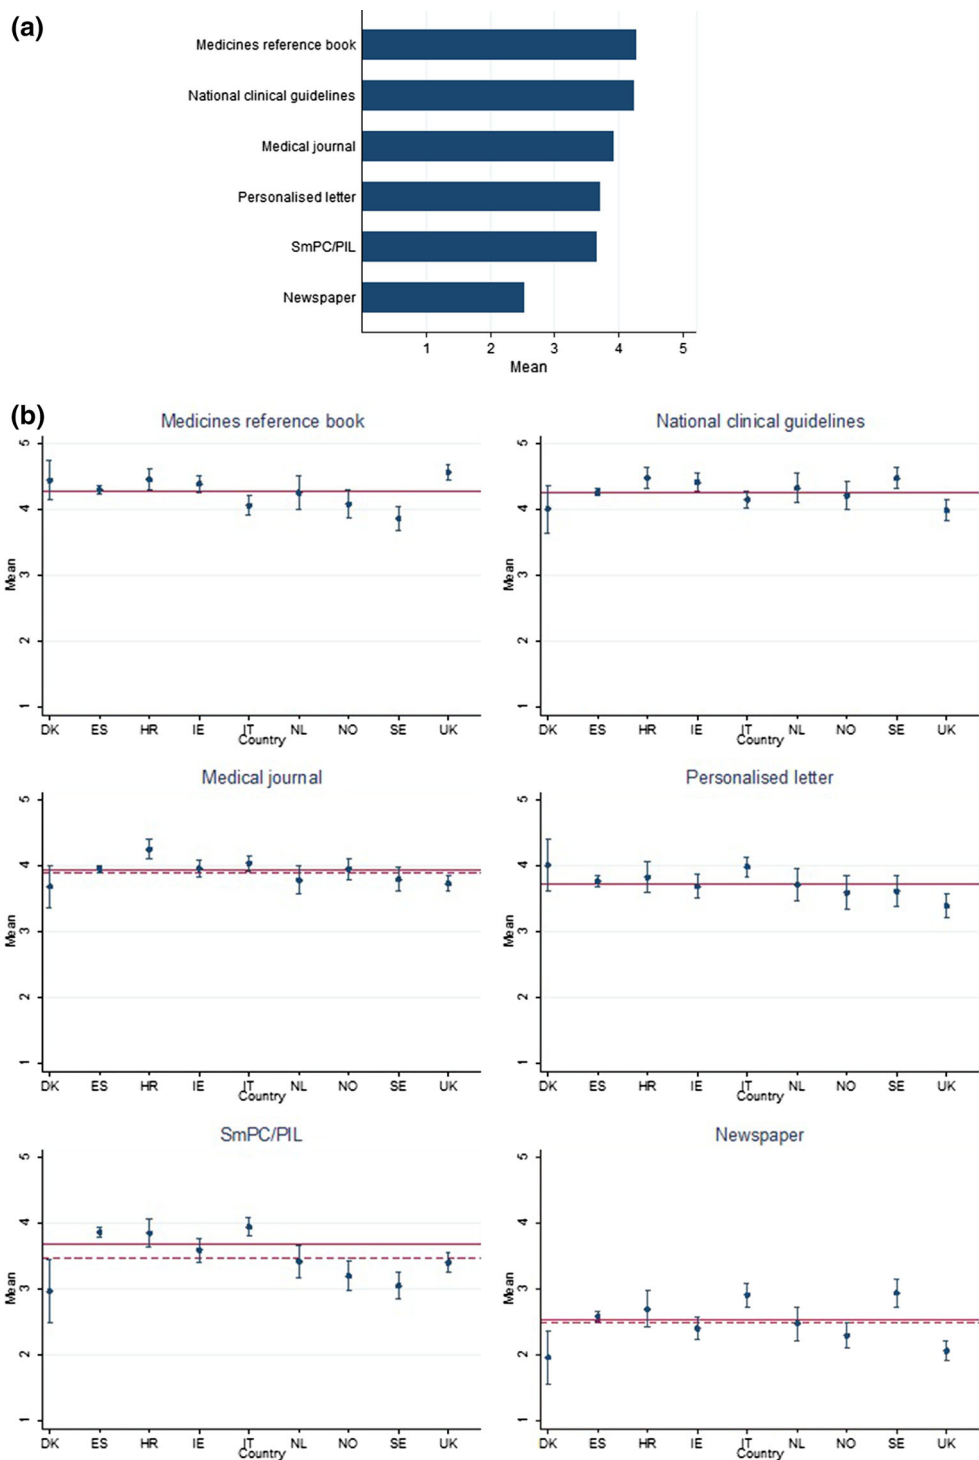 (a)
Medicines reference book
National clinical guidelines
Medical journal
Personalised letter
SmPC/PIL
Newspaper
1 2 3 4 5
Mean
(b)
Medicines reference book
5
4
3
2
1
Mean
DK ES HR IE IT NL NO SE UK
Country
National clinical guidelines
5
4
3
2
1
Mean
DK ES HR IE IT NL NO SE UK
Country
Medical journal
5
4
3
2
1
Mean
DK ES HR IE IT NL NO SE UK
Country
Personalised letter
5
4
3
2
1
Mean
DK ES HR IE IT NL NO SE UK
Country
SmPC/PIL
5
4
3
2
1
Mean
DK ES HR IE IT NL NO SE UK
Country
Newspaper
5
4
3
2
1
Mean
DK ES HR IE IT NL NO SE UK
Country